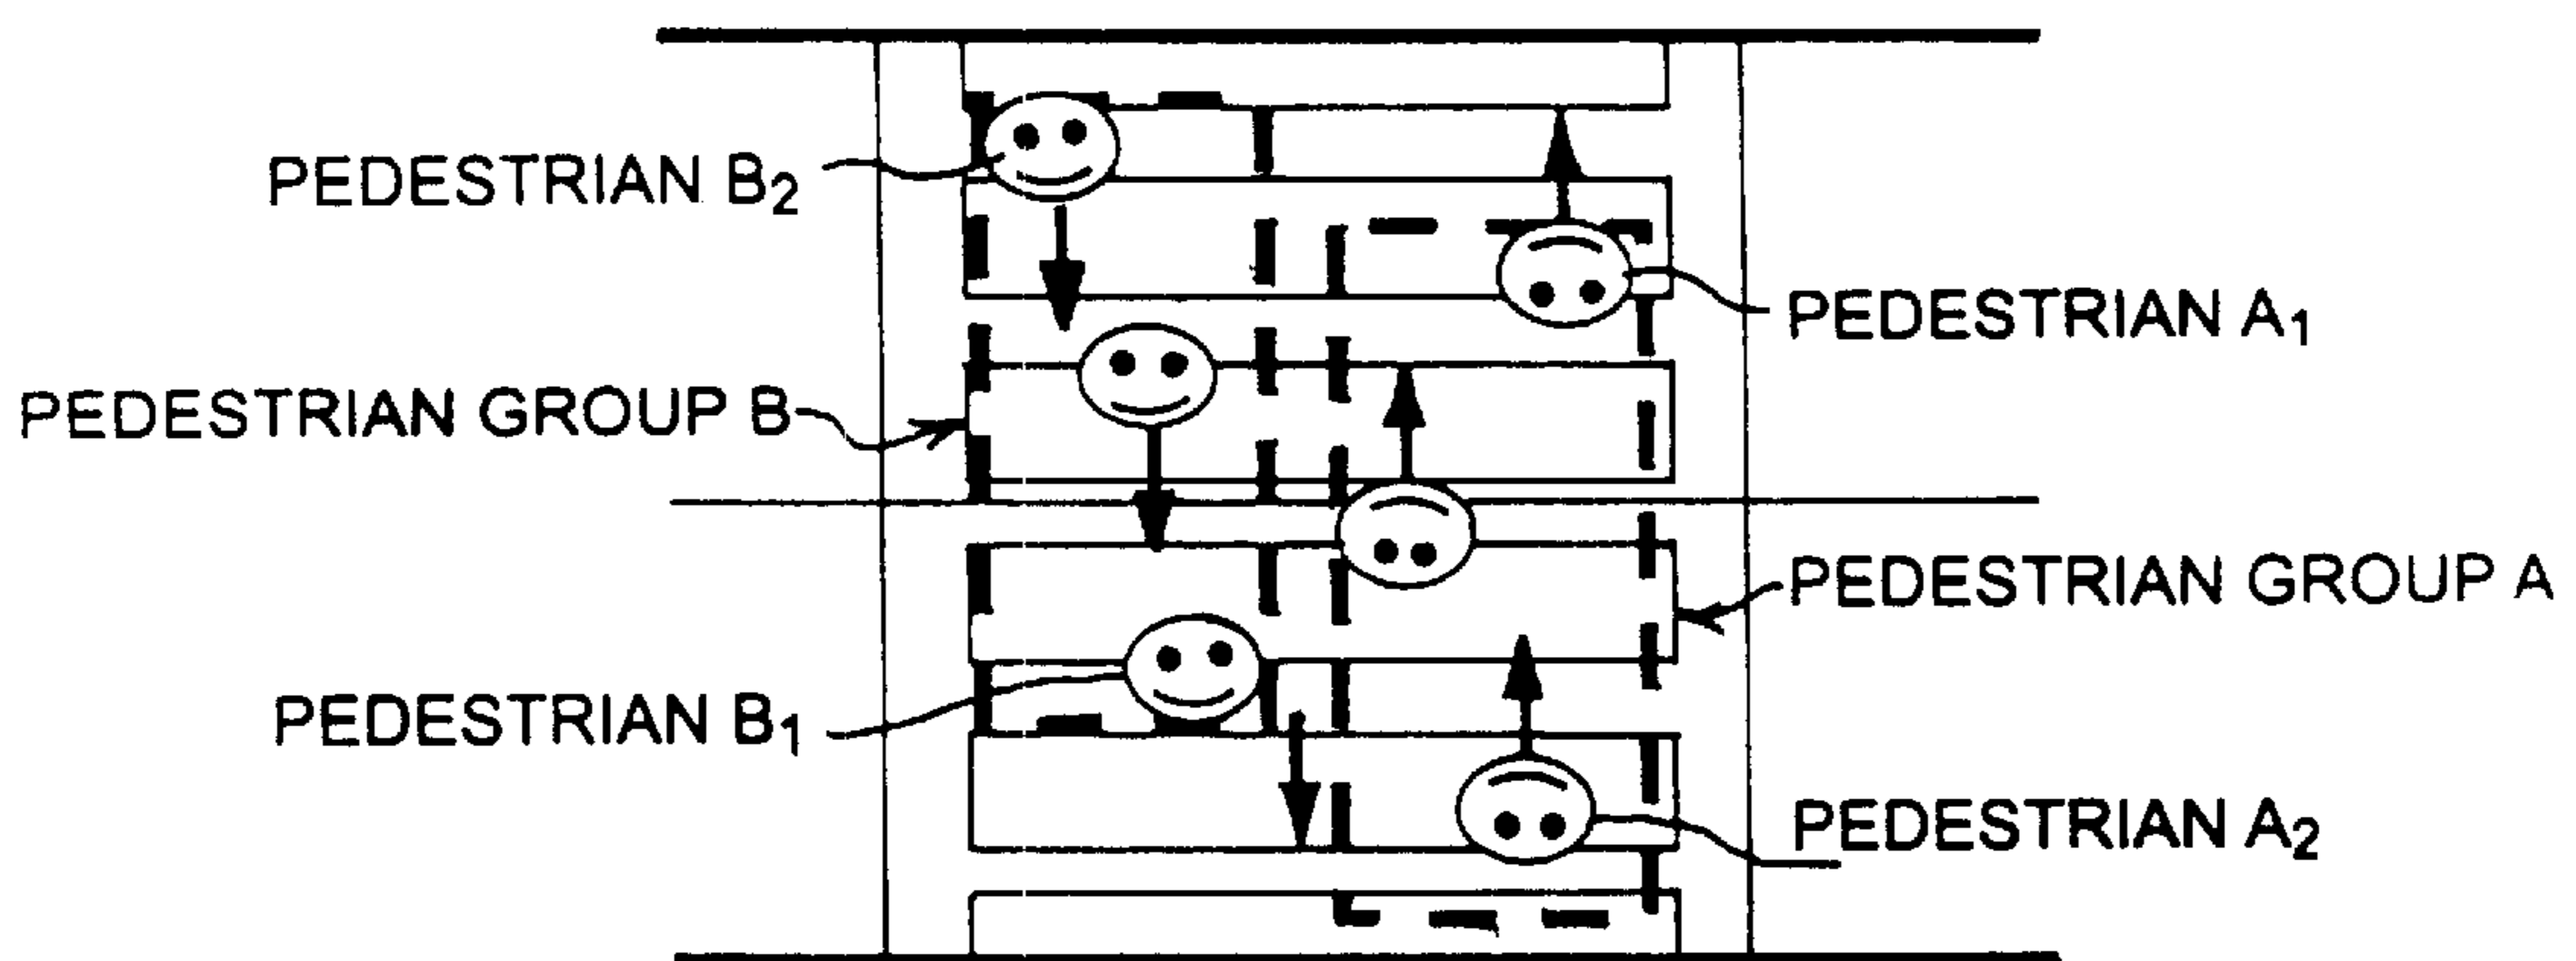 PEDESTRIAN B2
PEDESTRIAN A1
PEDESTRIAN GROUP B
PEDESTRIAN GROUP A
PEDESTRIAN B1
PEDESTRIAN A2